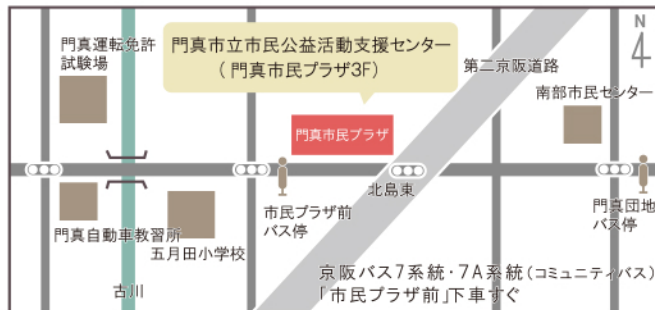 門真運転免許
試験場
門真市立市民公益活動支援センター
(門真市民プラザ3F)
第二京阪道路
N
南部市民センター
門真市民プラザ
北島東
市民プラザ前
バス停
門真団地
バス停
門真自動車教習所
五月田小学校
古川
京阪バス7系統・7A系統(コミュニティバス)
「市民プラザ前」下車すぐ